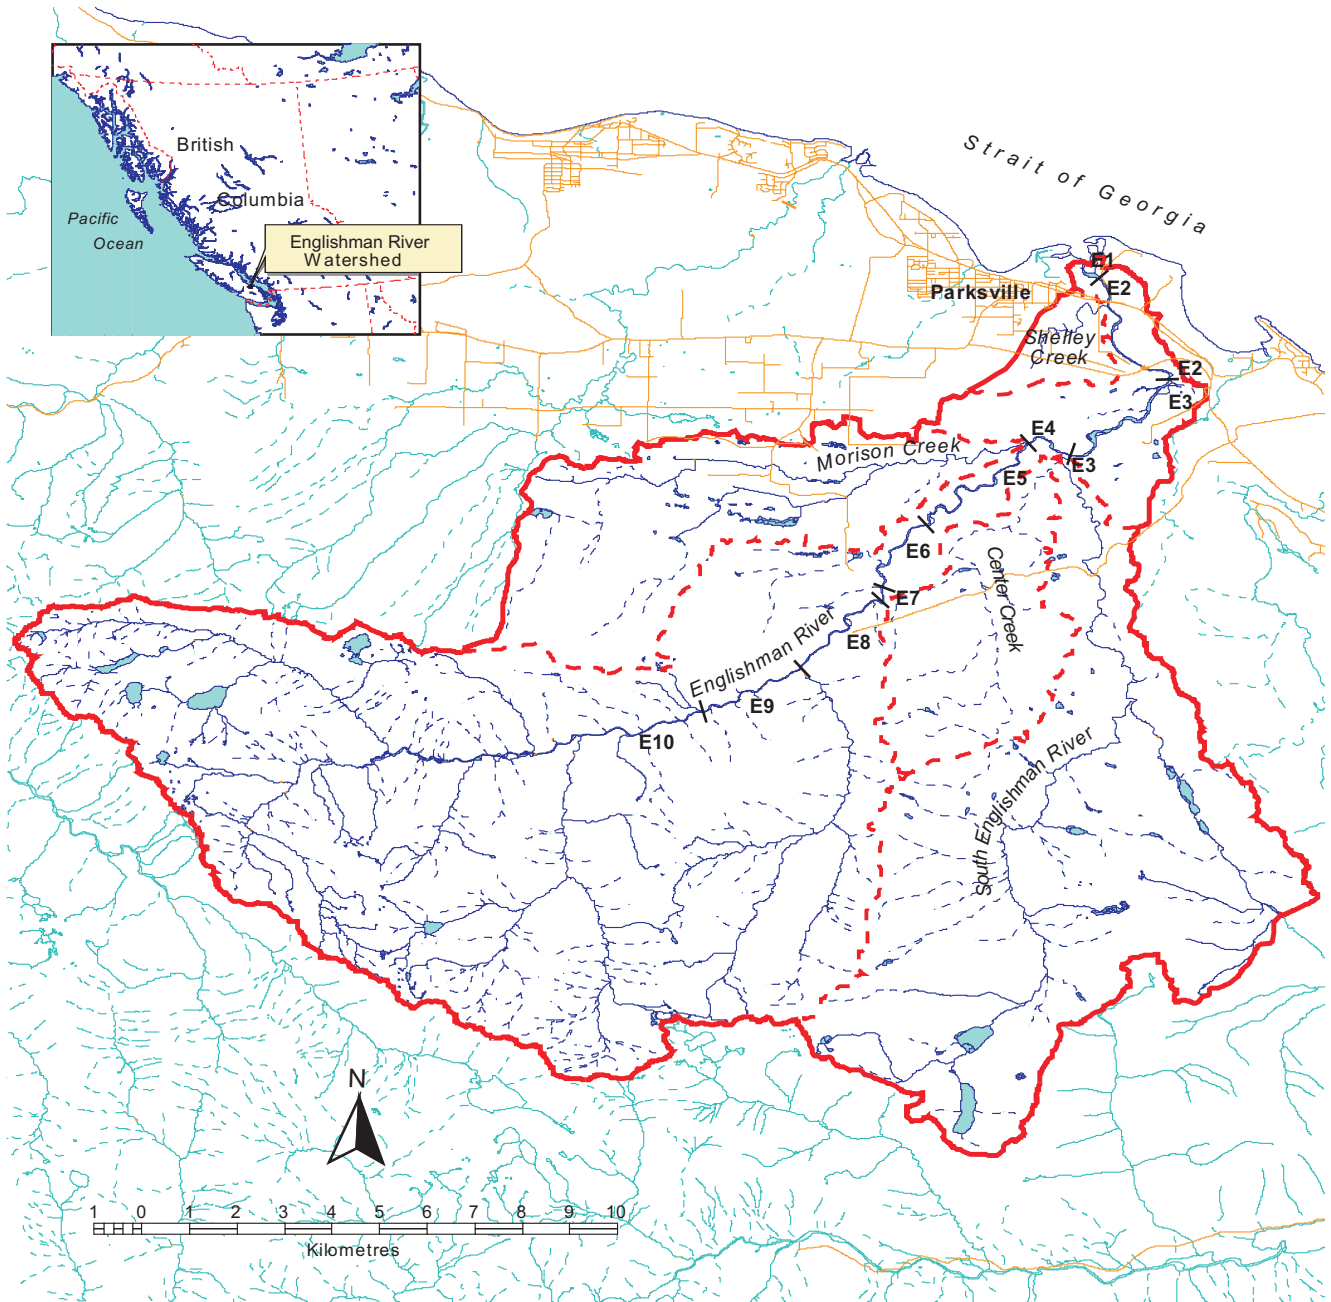 British
Columbia
Pacific
Ocean
Englishman River
Watershed
Strait of Georgia
E1
E2
Parksville
Shelley
Creek
E2
E3
E4
Morison Creek
E3
E5
E6
Center Creek
E7
Englishman River
E8
E9
E10
South Englishman River
N
1 0 1 2 3 4 5 6 7 8 9 10
Kilometres